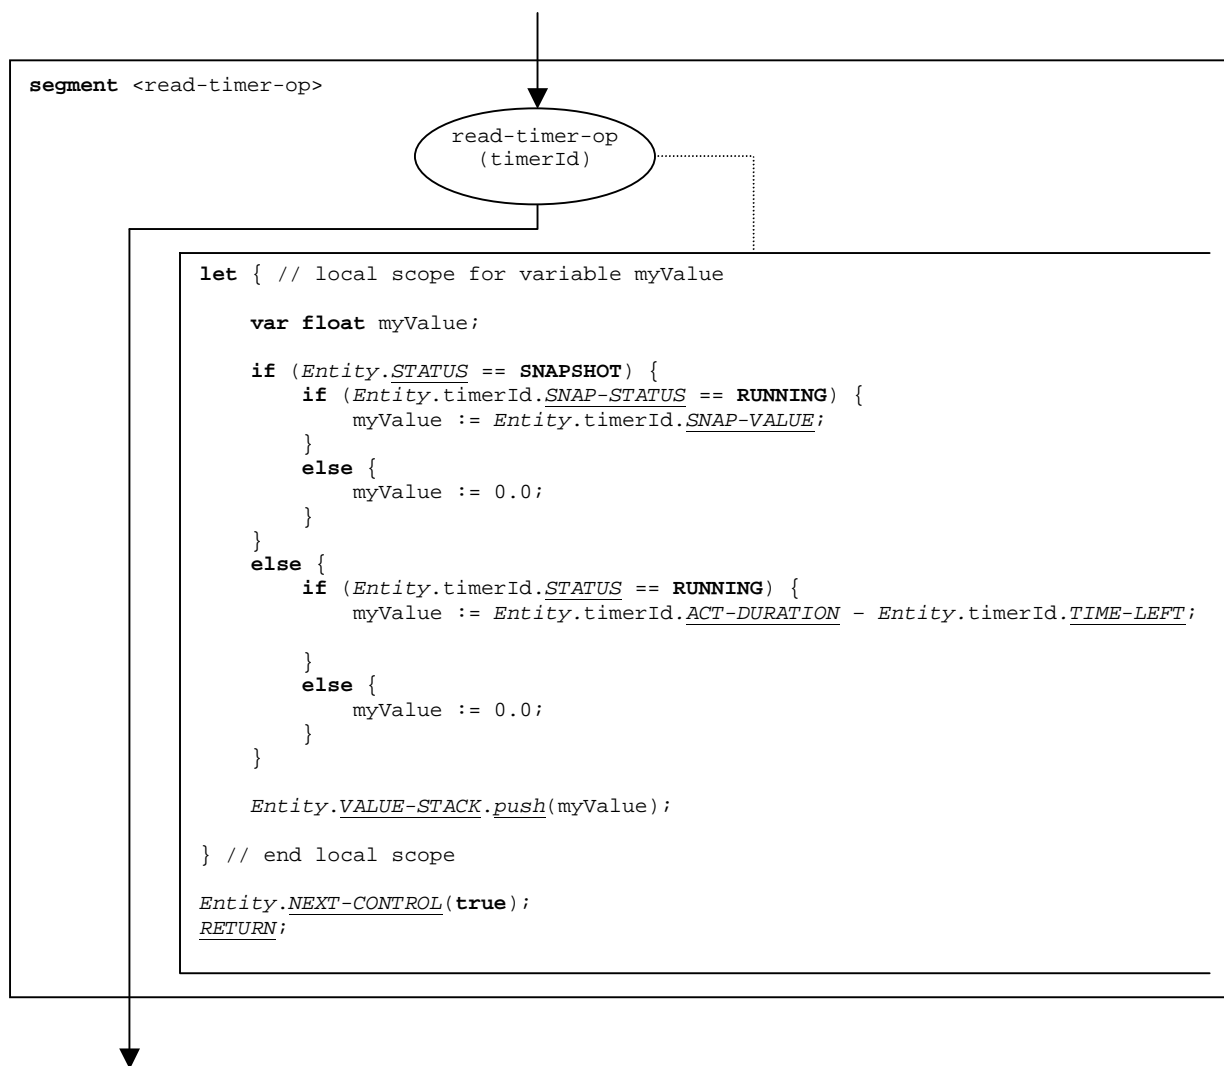 segment <read-timer-op>
read-timer-op
(timerId)
let { // local scope for variable myValue
var float myValue;
if (Entity.STATUS == SNAPSHOT) {
if (Entity.timerId.SNAP-STATUS == RUNNING) {
myValue := Entity.timerId.SNAP-VALUE;
}
else {
myValue := 0.0;
}
}
else {
if (Entity.timerId.STATUS == RUNNING) {
myValue := Entity.timerId.ACT-DURATION – Entity.timerId.TIME-LEFT;
}
else {
myValue := 0.0;
}
}
Entity.VALUE-STACK.push(myValue);
} // end local scope
Entity.NEXT-CONTROL(true);
RETURN;